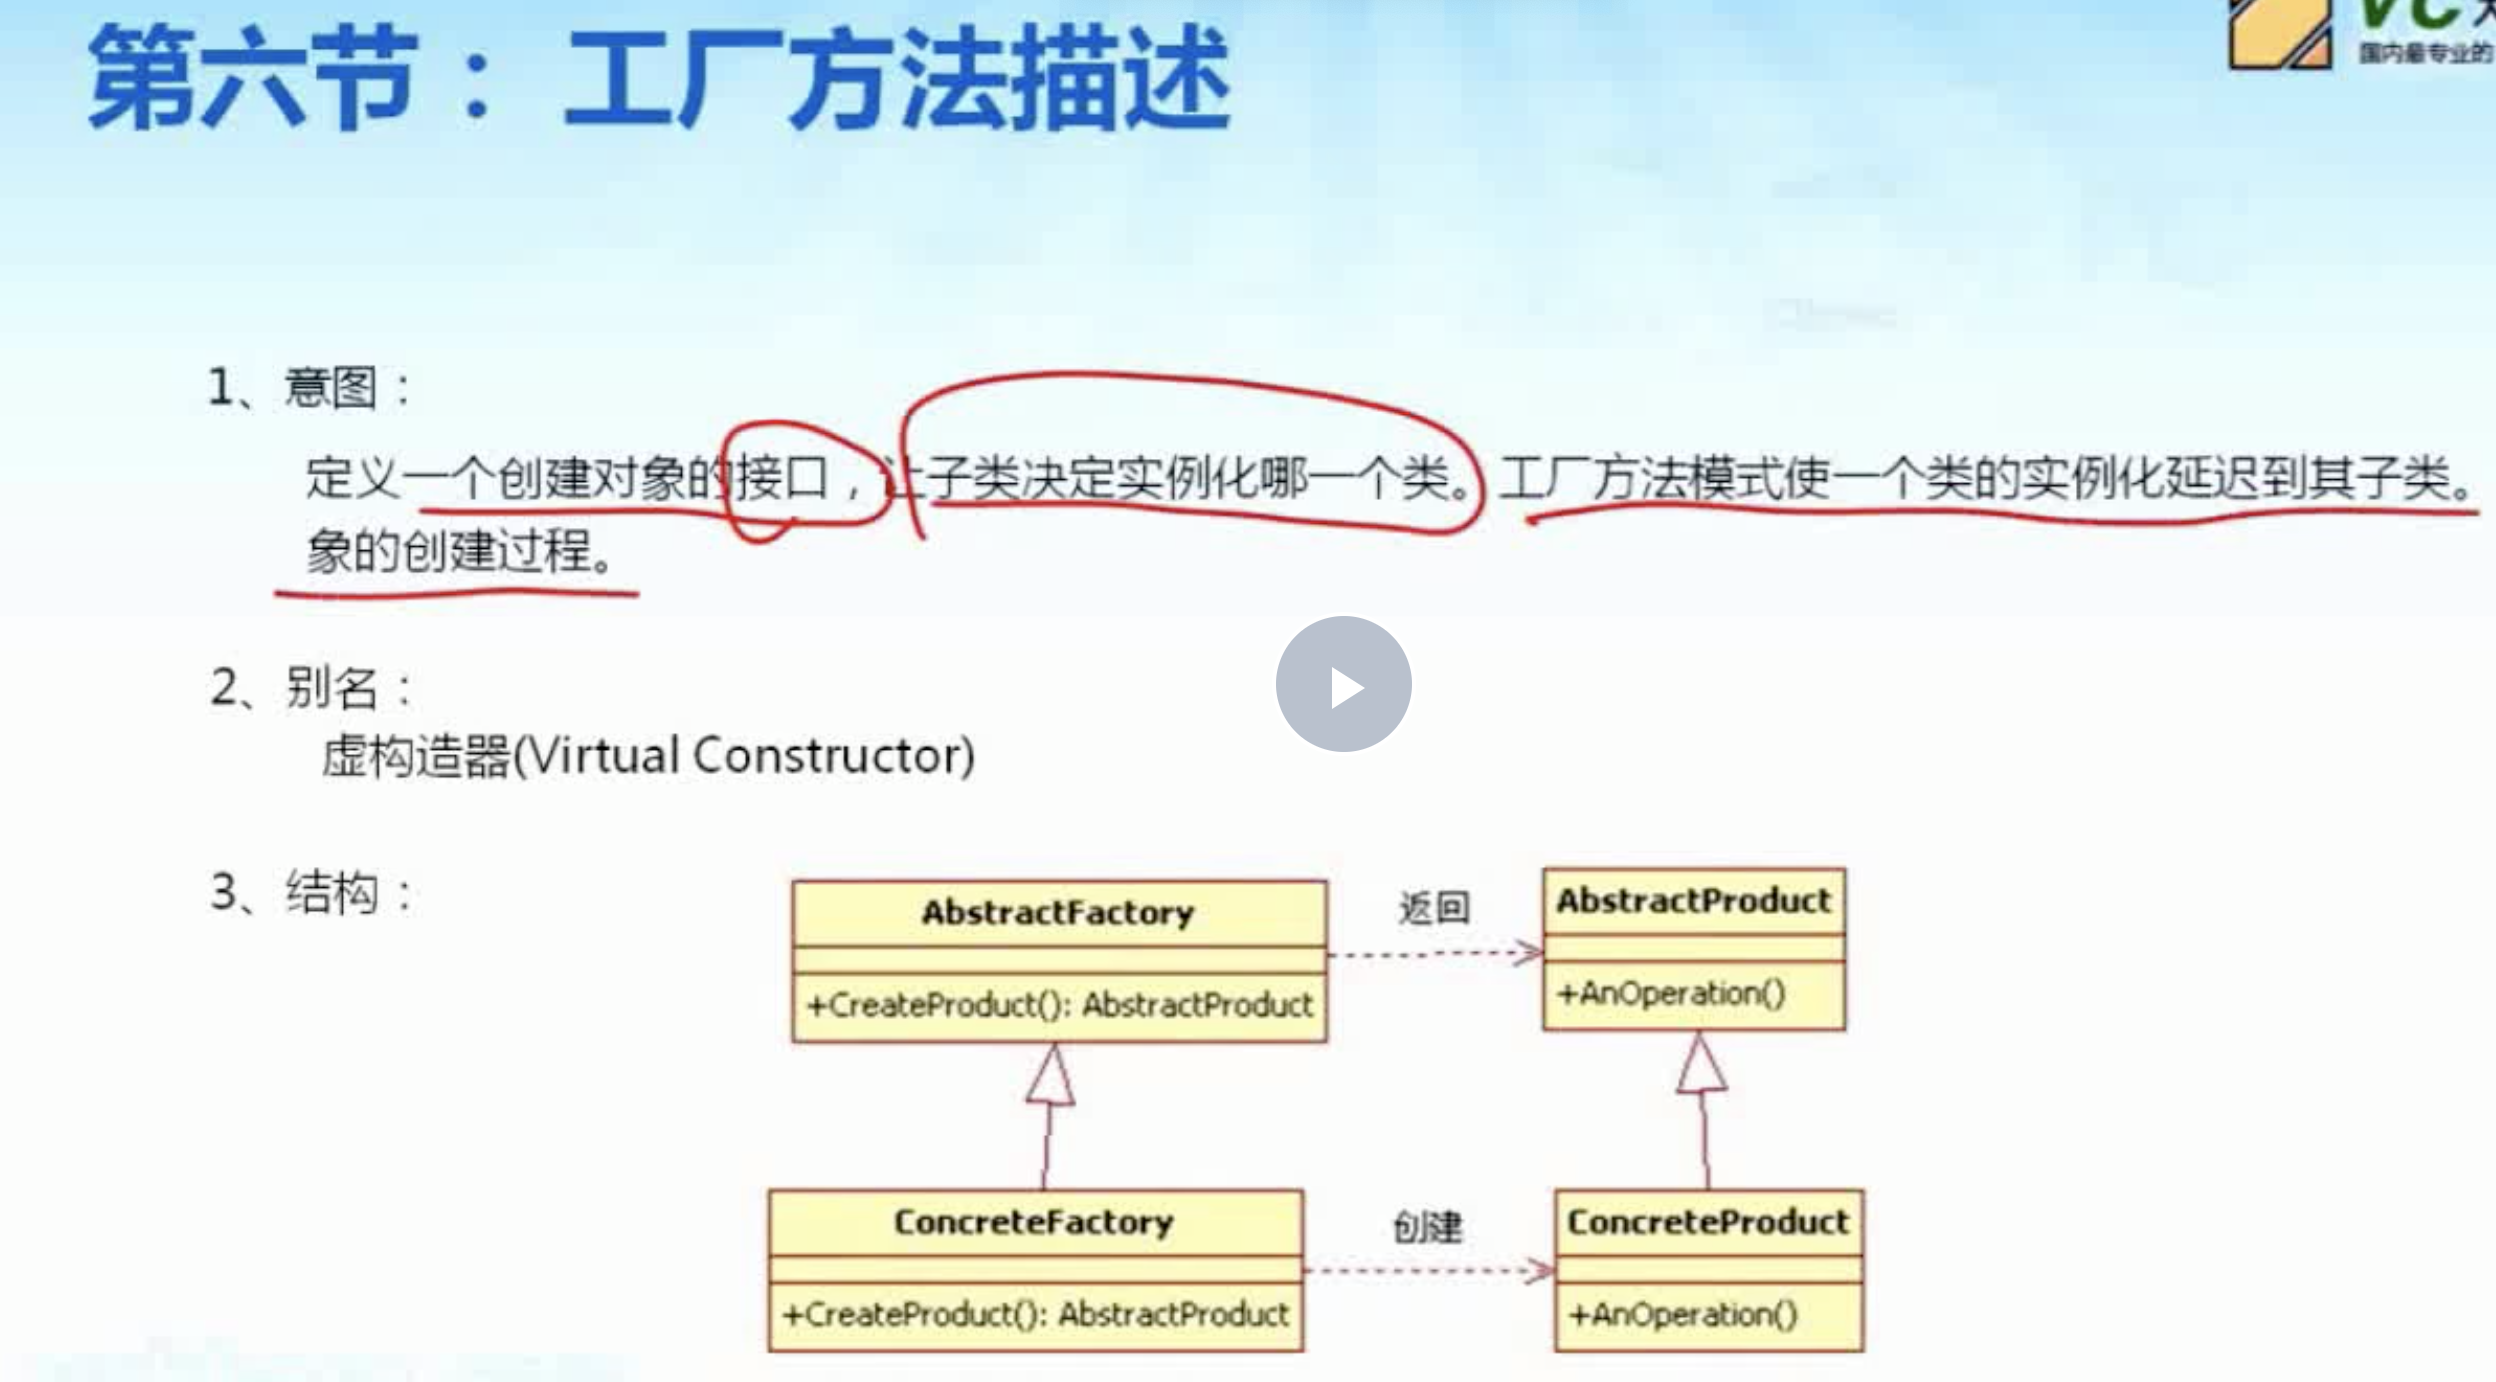 第六节： 工厂方法描述
VC
国内最专业的
1、意图：
定义一个创建对象的接口，让子类决定实例化哪一个类。工厂方法模式使一个类的实例化延迟到其子类。
象的创建过程。
2、别名：
虚构造器(Virtual Constructor)
3、结构：
AbstractFactory
+CreateProduct(): AbstractProduct
返回
AbstractProduct
+AnOperation()
ConcreteFactory
+CreateProduct(): AbstractProduct
创建
ConcreteProduct
+AnOperation()